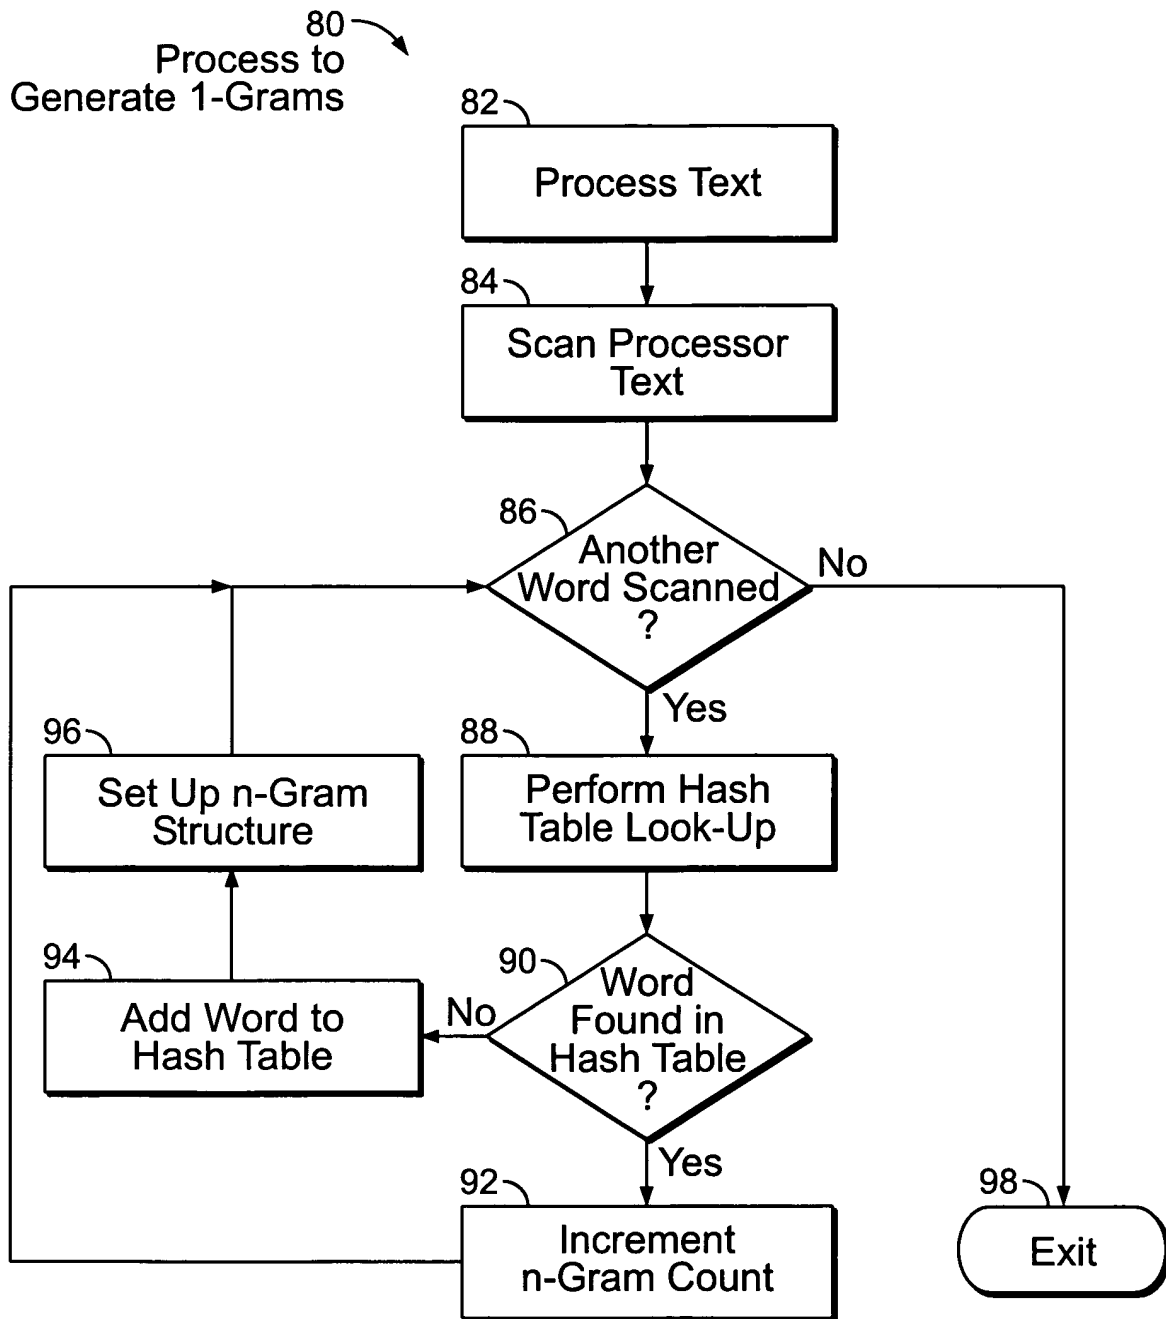 80
Process to
Generate 1-Grams
82
Process Text
84
Scan Processor
Text
86
Another
Word Scanned
?
No
Yes
96
Set Up n-Gram
Structure
88
Perform Hash
Table Look-Up
94
Add Word to
Hash Table
No
90
Word
Found in
Hash Table
?
Yes
92
Increment
n-Gram Count
98
Exit